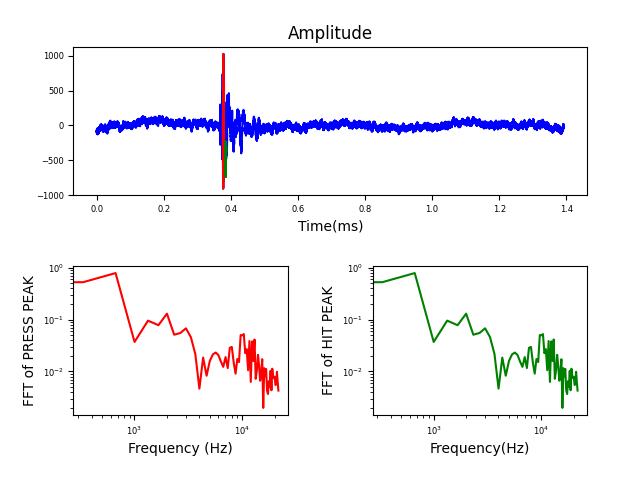 Amplitude
1000
500
0
−500
−1000
0.0 0.2 0.4 0.6 0.8 1.0 1.2 1.4
Time(ms)
FFT of PRESS PEAK
10⁰
10⁻¹
10⁻²
10³ 10⁴
Frequency (Hz)
FFT of HIT PEAK
10⁰
10⁻¹
10⁻²
10³ 10⁴
Frequency(Hz)